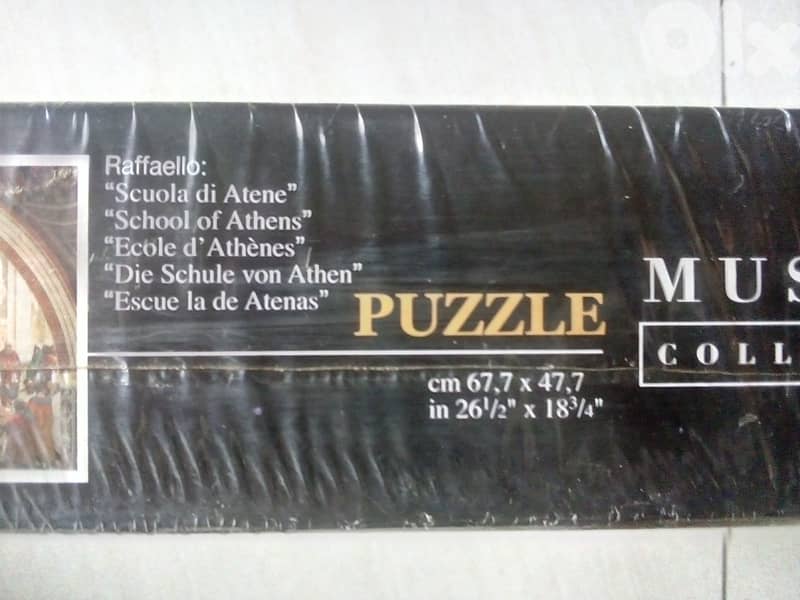 Raffaello:
“Scuola di Atene”
“School of Athens”
“Ecole d’Athènes”
“Die Schule von Athen”
“Escue la de Atenas”
PUZZLE
cm 67,7 x 47,7
in 26¹/₂" x 18³/₄"
MUS
COLL
Olx